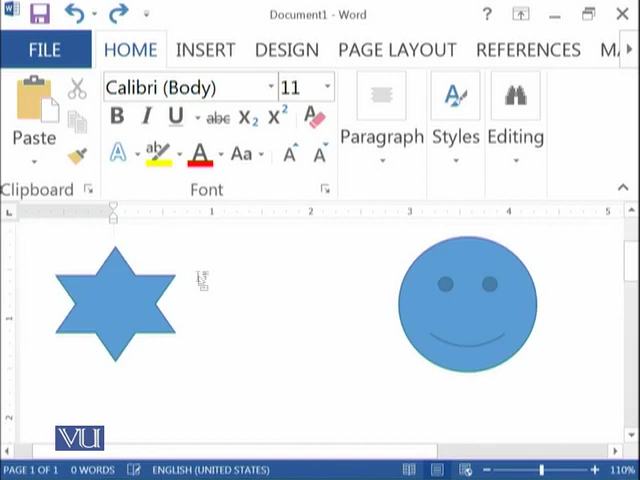 Document1 - Word
?
FILE HOME INSERT DESIGN PAGE LAYOUT REFERENCES
Calibri (Body) 11
B I U abc X₂ X²
A A Aa A A
Paste Paragraph Styles Editing
Clipboard Font
1 2 3 4 5
1
2
VU
PAGE 1 OF 1 0 WORDS ENGLISH (UNITED STATES) 110%